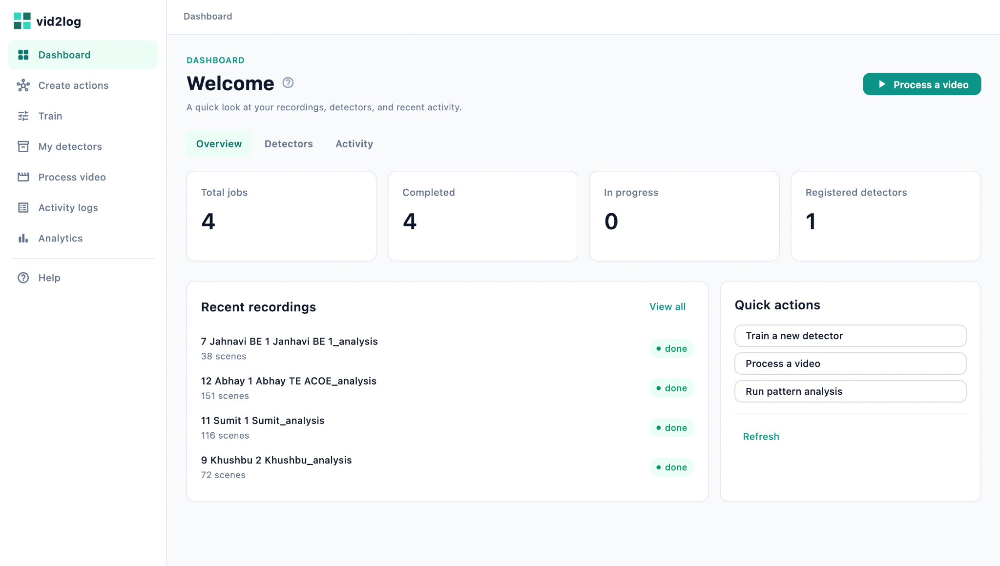 vid2log
Dashboard
Create actions
Train
My detectors
Process video
Activity logs
Analytics
Help
Dashboard
DASHBOARD
Welcome
A quick look at your recordings, detectors, and recent activity.
Process a video
Overview
Detectors
Activity
Total jobs
4
Completed
4
In progress
0
Registered detectors
1
Recent recordings
View all
7 Jahnavi BE 1 Janhavi BE 1_analysis
38 scenes
done
12 Abhay 1 Abhay TE ACOE_analysis
151 scenes
done
11 Sumit 1 Sumit_analysis
116 scenes
done
9 Khushbu 2 Khushbu_analysis
72 scenes
done
Quick actions
Train a new detector
Process a video
Run pattern analysis
Refresh